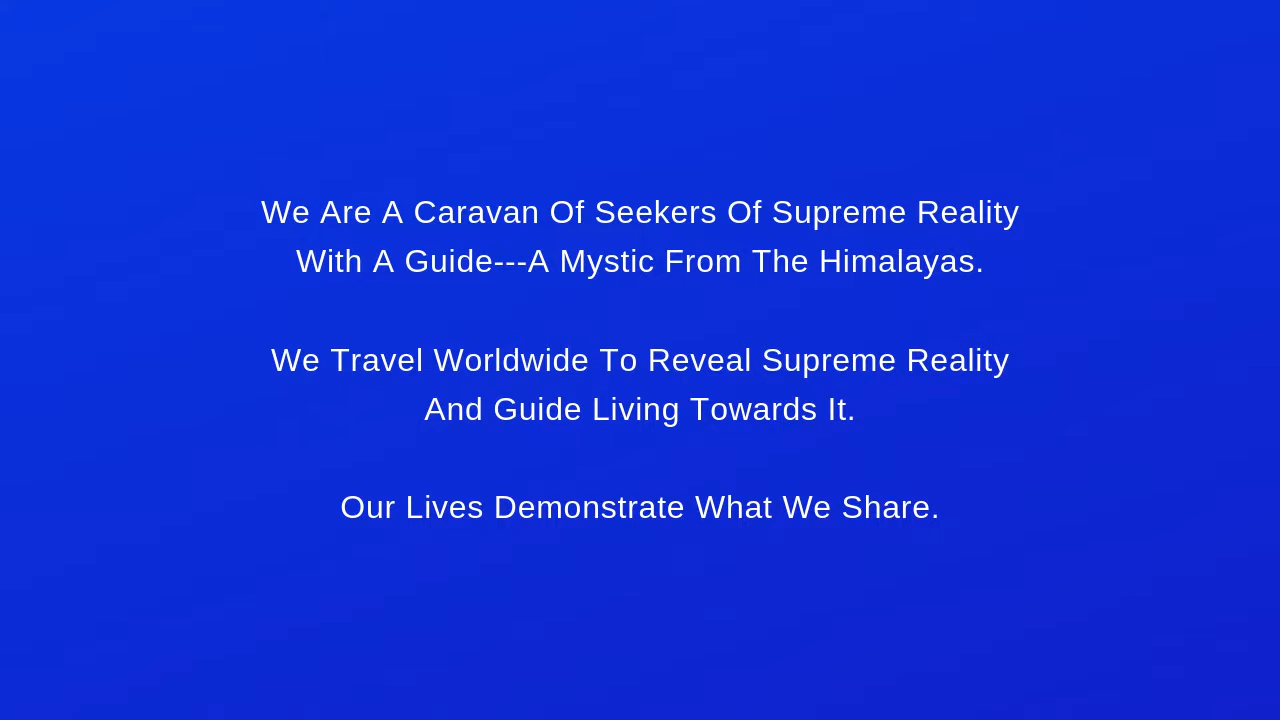 We Are A Caravan Of Seekers Of Supreme Reality
With A Guide---A Mystic From The Himalayas.
We Travel Worldwide To Reveal Supreme Reality
And Guide Living Towards It.
Our Lives Demonstrate What We Share.